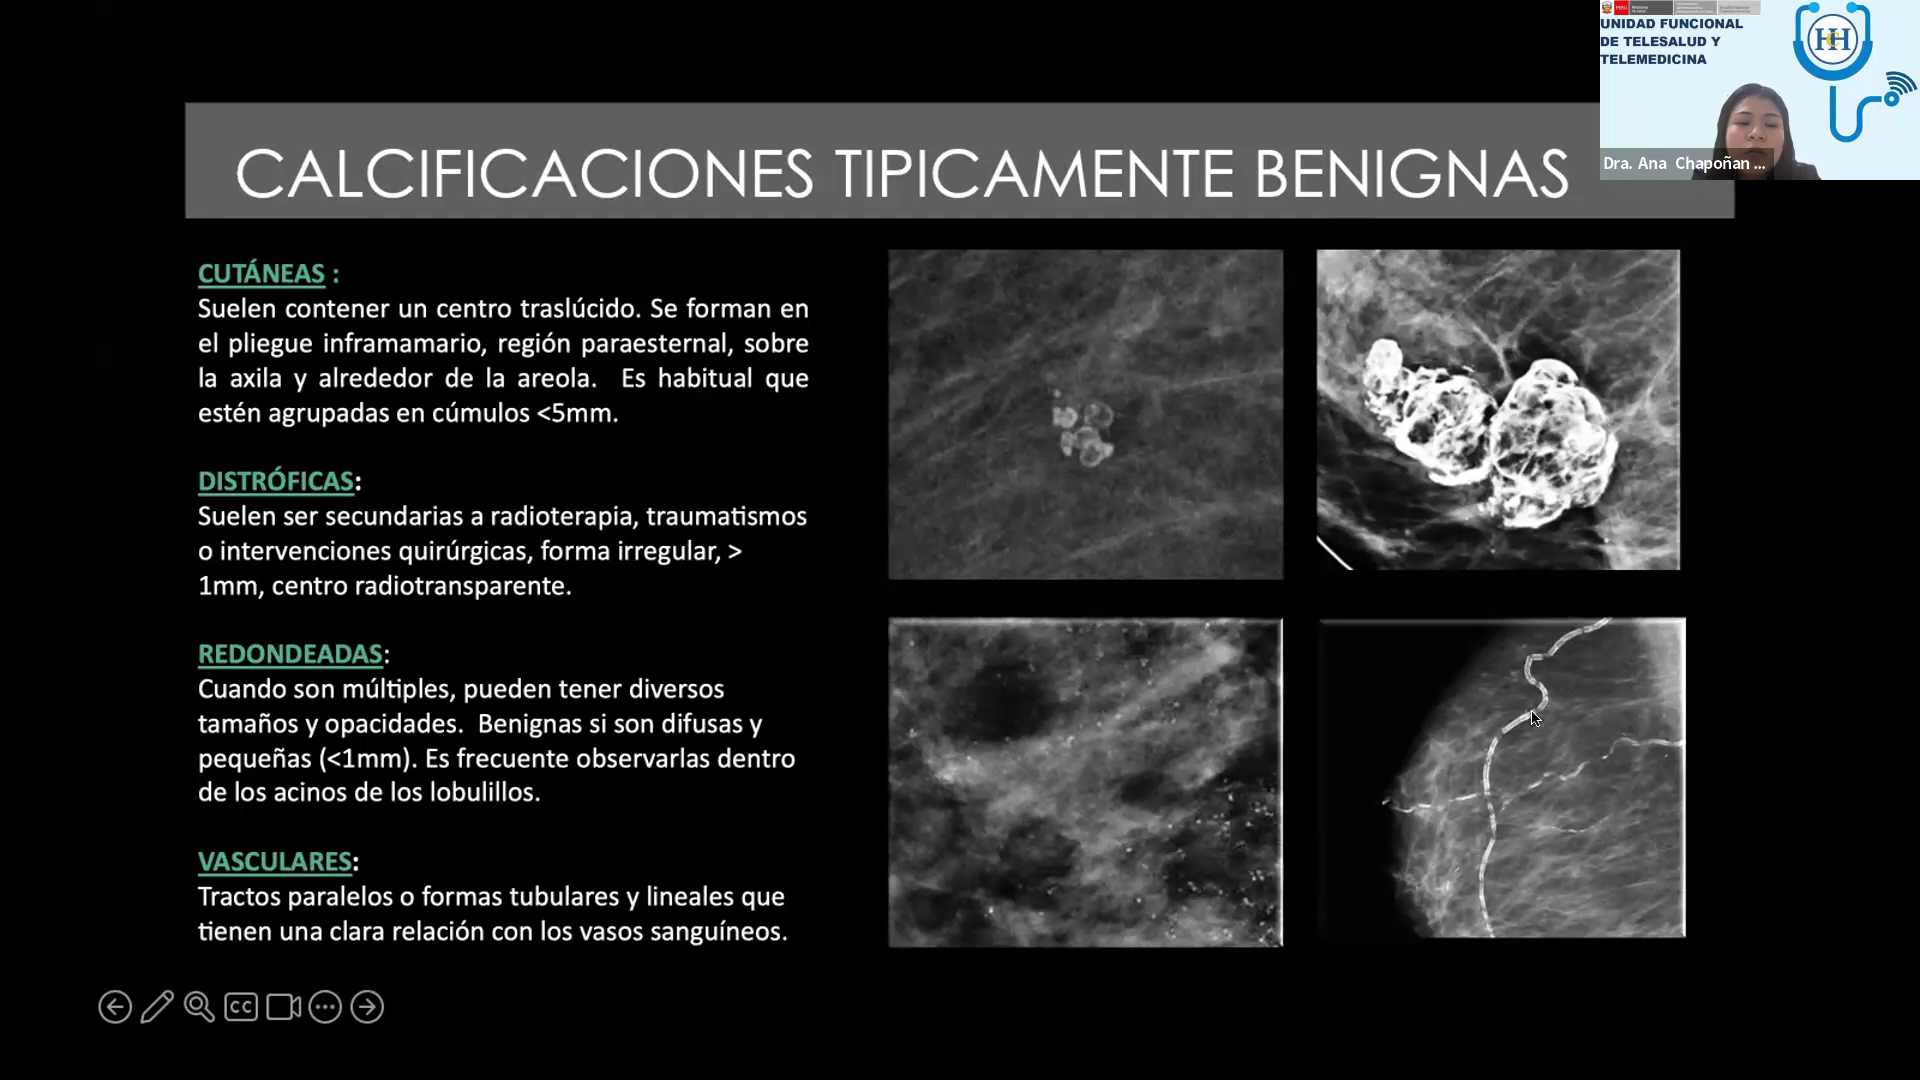 PERÚ
UNIDAD FUNCIONAL
DE TELESALUD Y
TELEMEDICINA
Dra. Ana Chapoñan ...
CALCIFICACIONES TIPICAMENTE BENIGNAS
CUTÁNEAS :
Suelen contener un centro traslúcido. Se forman en
el pliegue inframamario, región paraesternal, sobre
la axila y alrededor de la areola. Es habitual que
estén agrupadas en cúmulos <5mm.
DISTRÓFICAS:
Suelen ser secundarias a radioterapia, traumatismos
o intervenciones quirúrgicas, forma irregular, >
1mm, centro radiotransparente.
REDONDEADAS:
Cuando son múltiples, pueden tener diversos
tamaños y opacidades. Benignas si son difusas y
pequeñas (<1mm). Es frecuente observarlas dentro
de los acinos de los lobulillos.
VASCULARES:
Tractos paralelos o formas tubulares y lineales que
tienen una clara relación con los vasos sanguíneos.
CC